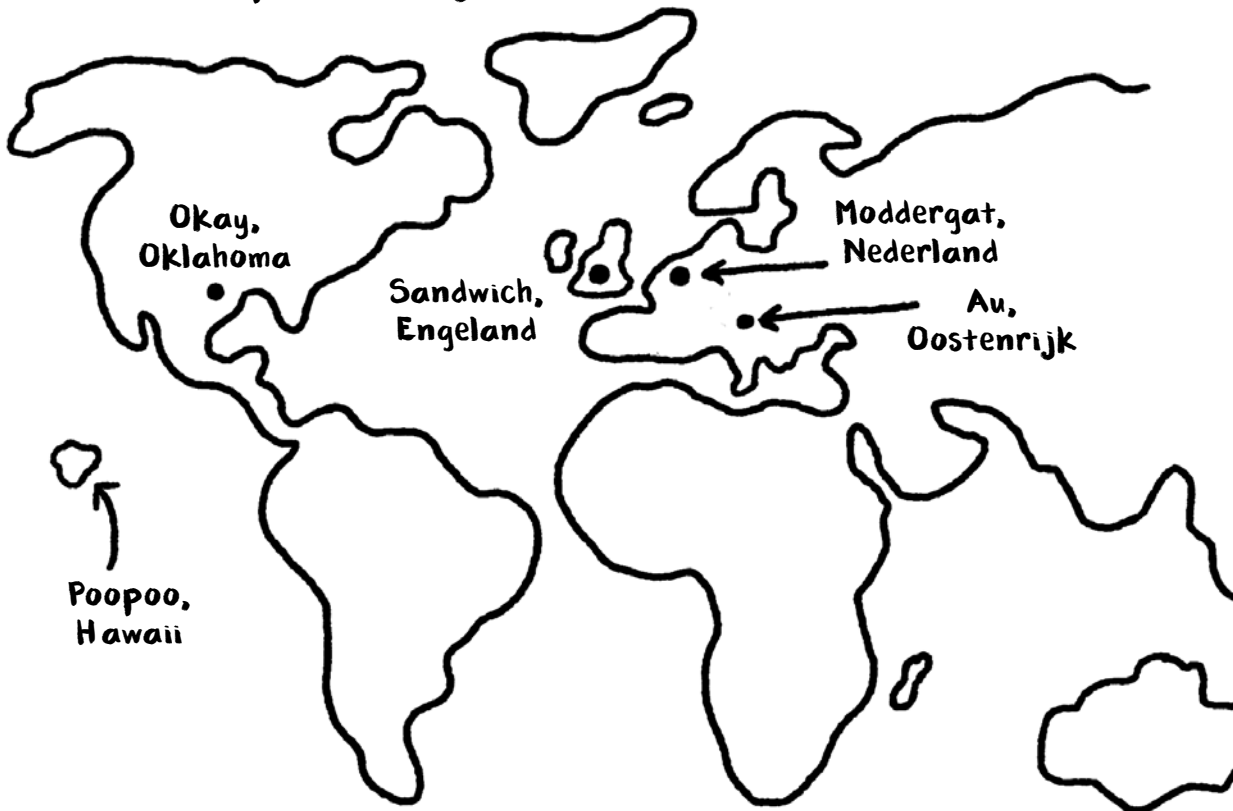 Okay,
Oklahoma
Sandwich,
Engeland
Moddergat,
Nederland
Au,
Oostenrijk
Poopoo,
Hawaii